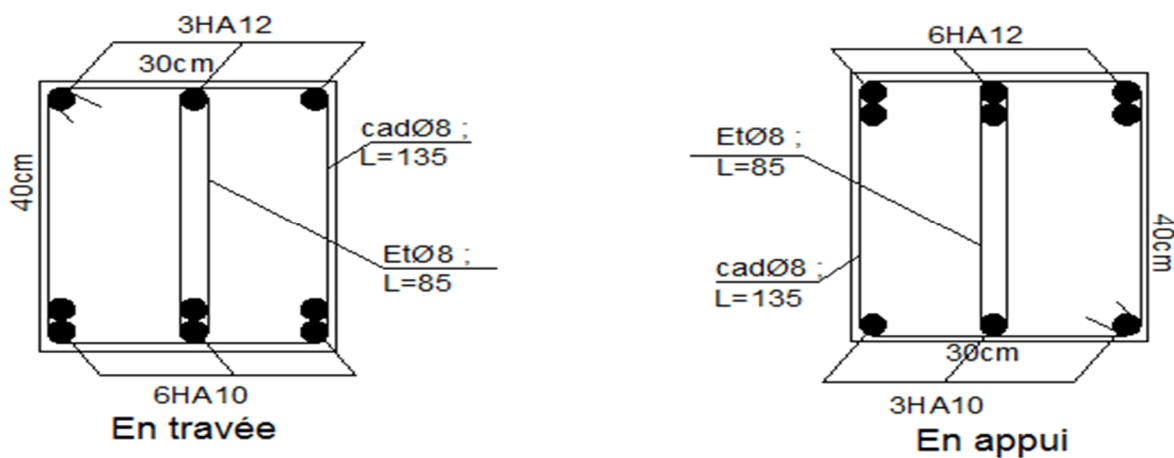 3HA12
30cm
40cm
cadØ8 ;
L=135
EtØ8 ;
L=85
6HA10
En travée
6HA12
EtØ8 ;
L=85
cadØ8 ;
L=135
40cm
30cm
3HA10
En appui